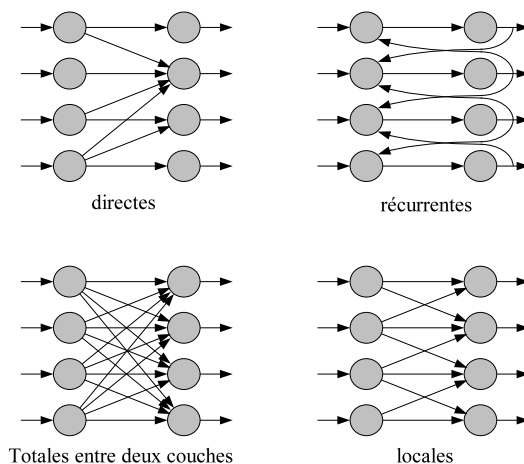 directes
récurrentes
Totales entre deux couches
locales